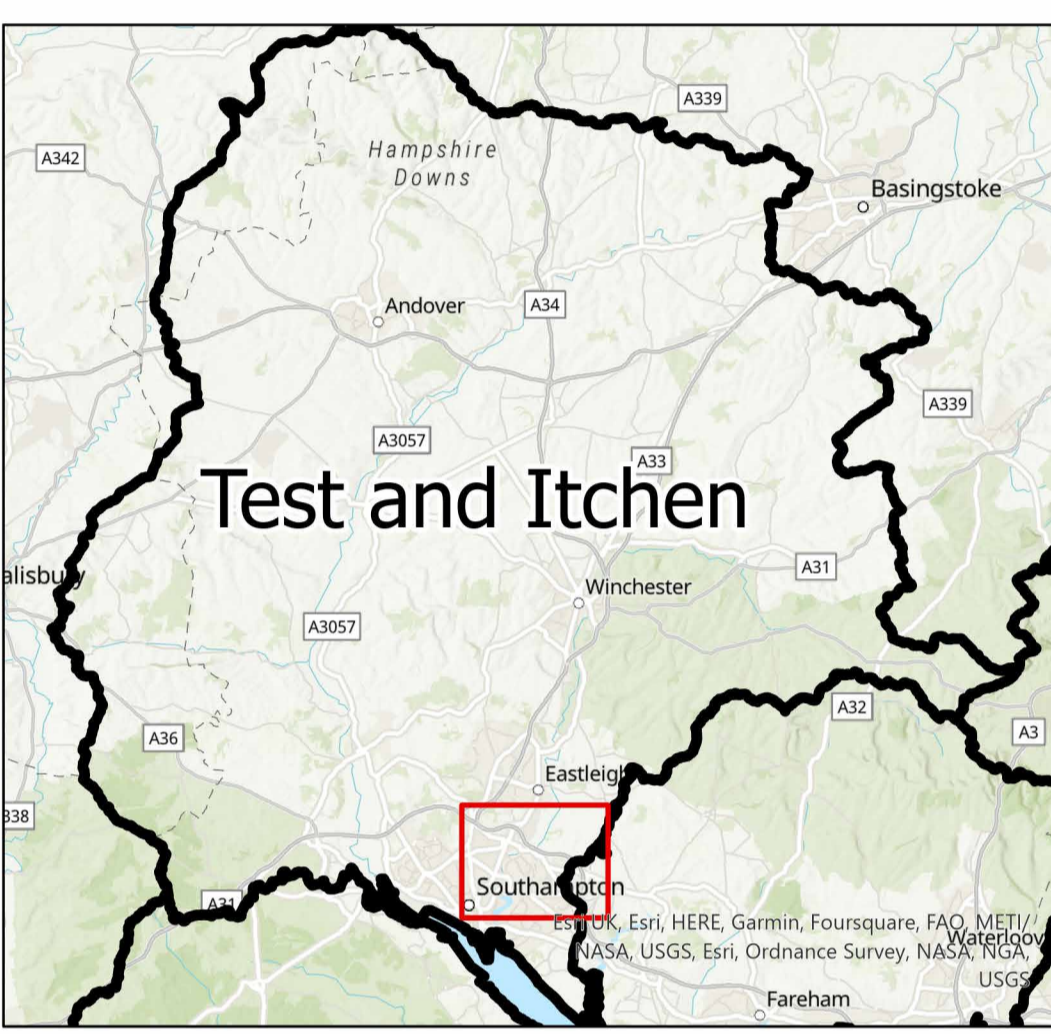 A339
A342
Hampshire
Downs
Basingstoke
Andover
A34
A339
A3057
A33
Test and Itchen
A31
alisbury
Winchester
A3057
A32
A36
A3
Eastleigh
338
Southampton
A31
Esri UK, Esri, HERE, Garmin, Foursquare, FAO, METI/
NASA, USGS, Esri, Ordnance Survey, NASA, NGA,
USGS
Waterloov
Fareham